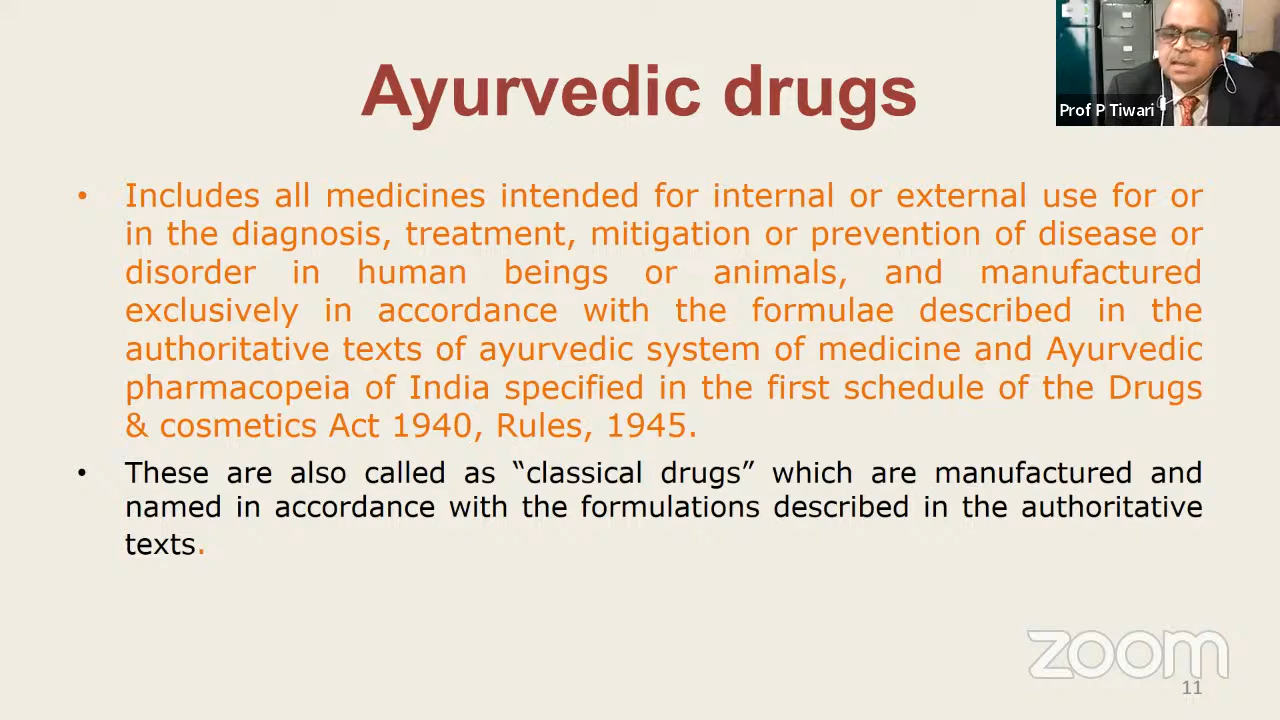 Ayurvedic drugs
Prof P Tiwari
• Includes all medicines intended for internal or external use for or
in the diagnosis, treatment, mitigation or prevention of disease or
disorder in human beings or animals, and manufactured
exclusively in accordance with the formulae described in the
authoritative texts of ayurvedic system of medicine and Ayurvedic
pharmacopeia of India specified in the first schedule of the Drugs
& cosmetics Act 1940, Rules, 1945.
• These are also called as “classical drugs” which are manufactured and
named in accordance with the formulations described in the authoritative
texts.
zoom
11